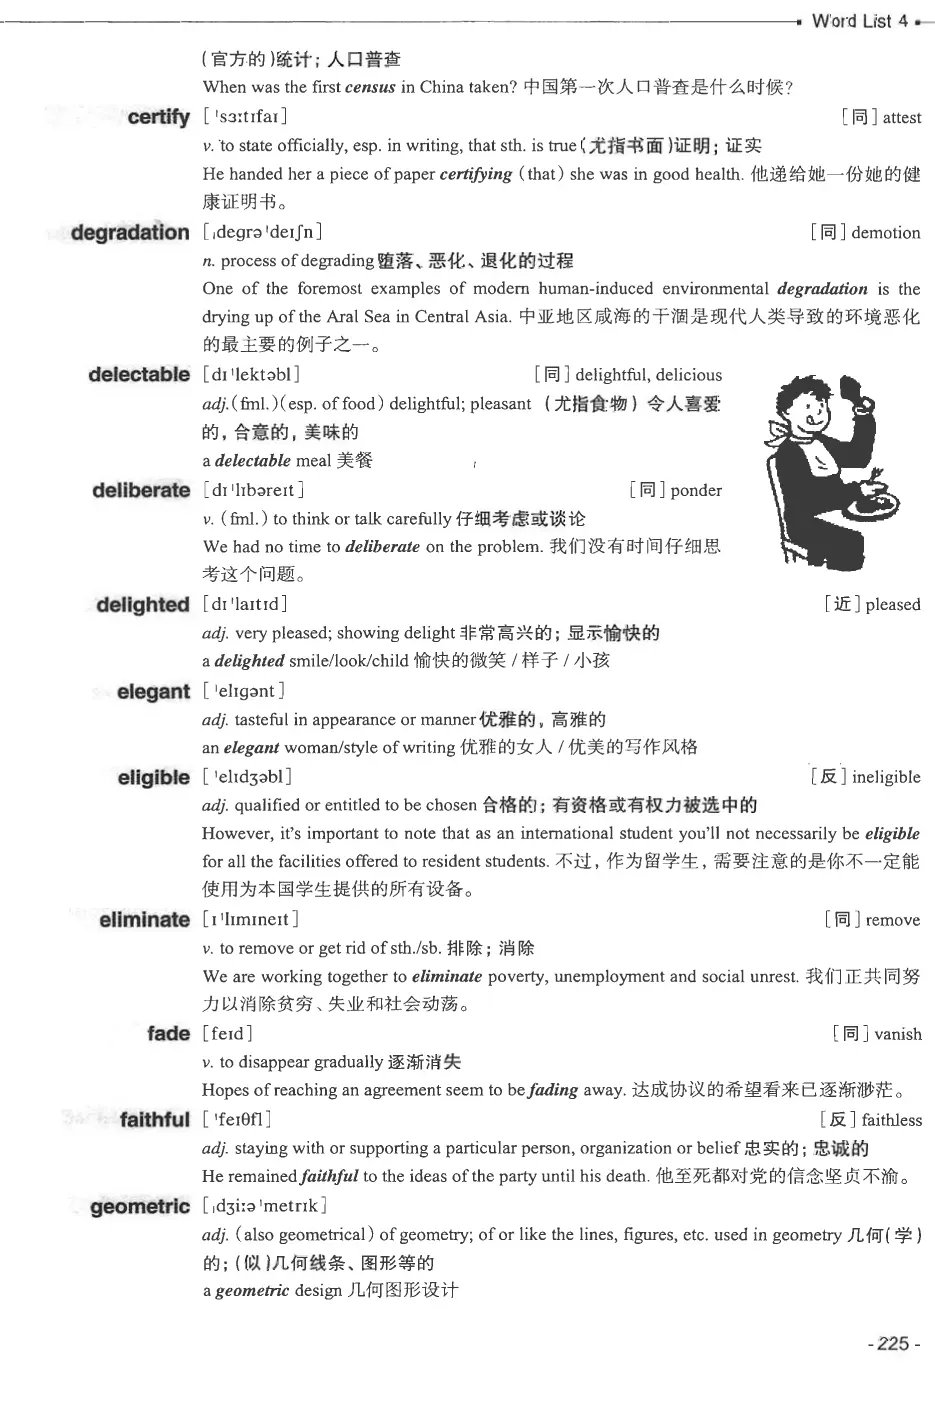 Word List 4
(官方的)统计；人口普查
When was the first census in China taken? 中国第一次人口普查是什么时候?
certify [ˈsɜːtɪfaɪ] [同] attest
v. to state officially, esp. in writing, that sth. is true (尤指书面)证明；证实
He handed her a piece of paper certifying (that) she was in good health. 他递给她一份她的健
康证明书。
degradation [ˌdegrəˈdeɪʃn] [同] demotion
n. process of degrading 堕落、恶化、退化的过程
One of the foremost examples of modern human-induced environmental degradation is the
drying up of the Aral Sea in Central Asia. 中亚地区咸海的干涸是现代人类导致的环境恶化
的最主要的例子之一。
delectable [dɪˈlektəbl] [同] delightful, delicious
adj. (fml.)(esp. of food) delightful; pleasant (尤指食物) 令人喜爱
的，合意的，美味的
a delectable meal 美餐
deliberate [dɪˈlɪbəreɪt] [同] ponder
v. (fml.) to think or talk carefully 仔细考虑或谈论
We had no time to deliberate on the problem. 我们没有时间仔细思
考这个问题。
delighted [dɪˈlaɪtɪd] [近] pleased
adj. very pleased; showing delight 非常高兴的；显示愉快的
a delighted smile/look/child 愉快的微笑 / 样子 / 小孩
elegant [ˈelɪgənt]
adj. tasteful in appearance or manner 优雅的，高雅的
an elegant woman/style of writing 优雅的女人 / 优美的写作风格
eligible [ˈelɪdʒəbl] [反] ineligible
adj. qualified or entitled to be chosen 合格的；有资格或有权力被选中的
However, it's important to note that as an international student you'll not necessarily be eligible
for all the facilities offered to resident students. 不过，作为留学生，需要注意的是你不一定能
使用为本国学生提供的所有设备。
eliminate [ɪˈlɪmɪneɪt] [同] remove
v. to remove or get rid of sth./sb. 排除；消除
We are working together to eliminate poverty, unemployment and social unrest. 我们正共同努
力以消除贫穷、失业和社会动荡。
fade [feɪd] [同] vanish
v. to disappear gradually 逐渐消失
Hopes of reaching an agreement seem to be fading away. 达成协议的希望看来已逐渐渺茫。
faithful [ˈfeɪθfl] [反] faithless
adj. staying with or supporting a particular person, organization or belief 忠实的；忠诚的
He remained faithful to the ideas of the party until his death. 他至死都对党的信念坚贞不渝。
geometric [ˌdʒiːəˈmetrɪk]
adj. (also geometrical) of geometry; of or like the lines, figures, etc. used in geometry 几何(学)
的；(似)几何线条、图形等的
a geometric design 几何图形设计
- 225 -